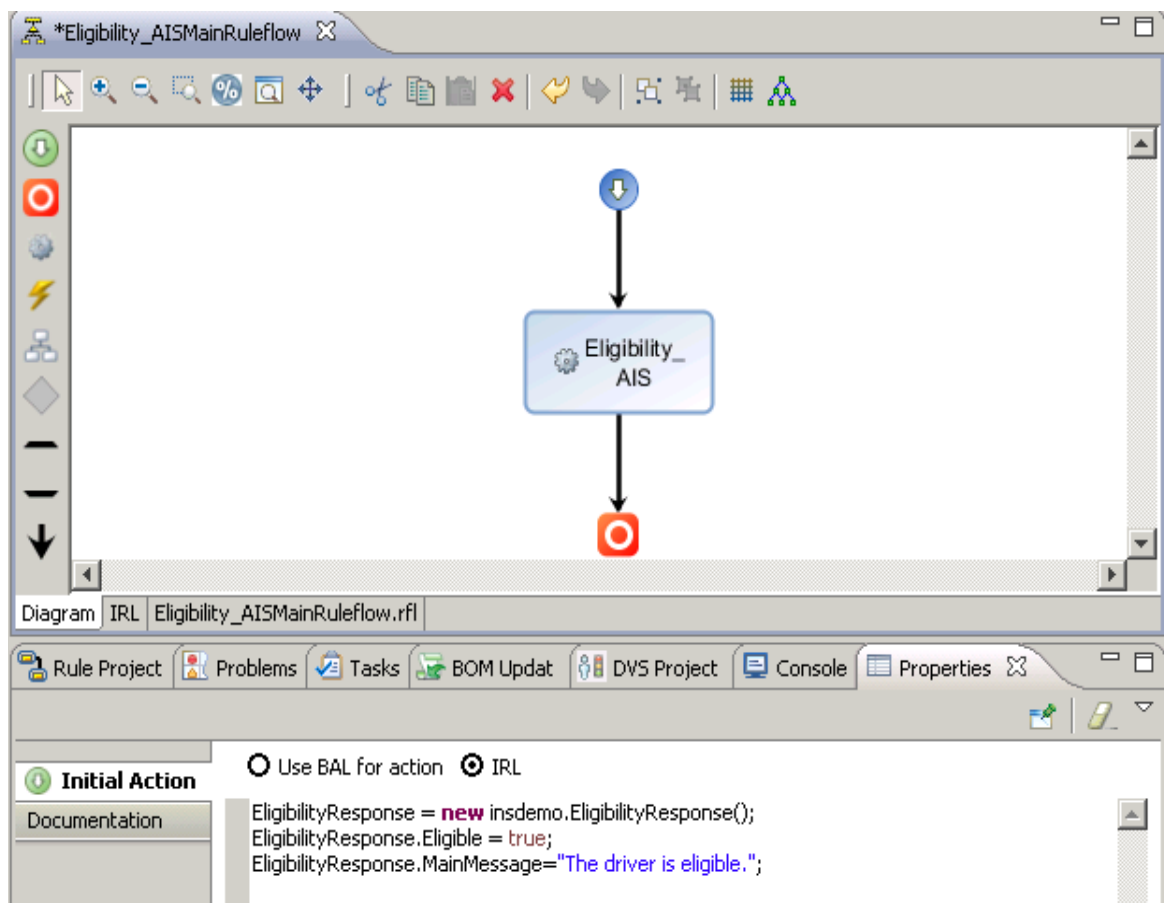 *Eligibility_AISMainRuleflow
%
Eligibility_
AIS
Diagram IRL Eligibility_AISMainRuleflow.rfl
Rule Project Problems Tasks BOM Updat DVS Project Console Properties
Initial Action
Documentation
Use BAL for action IRL
EligibilityResponse = new insdemo.EligibilityResponse();
EligibilityResponse.Eligible = true;
EligibilityResponse.MainMessage="The driver is eligible.";